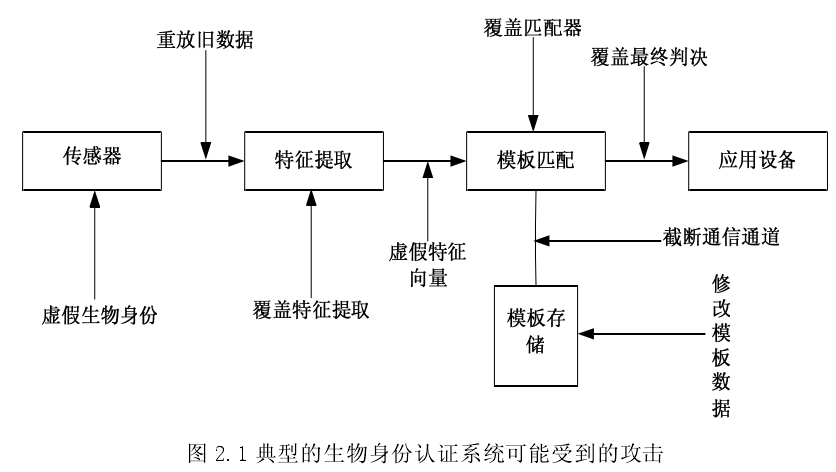 重放旧数据
覆盖匹配器
覆盖最终判决
传感器
特征提取
模板匹配
应用设备
虚假特征
向量
截断通信通道
虚假生物身份
覆盖特征提取
模板存
储
修
改
模
板
数
据
图 2.1 典型的生物身份认证系统可能受到的攻击